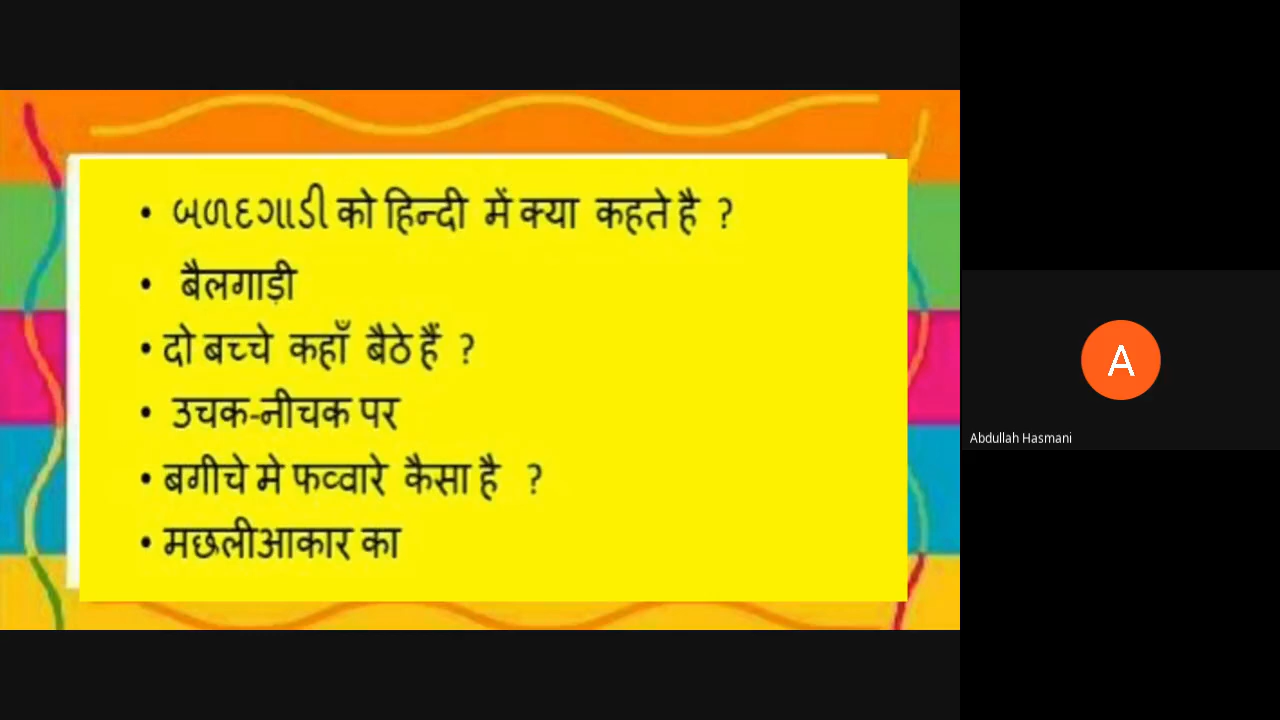 • બળદગાડી को हिन्दी में क्या कहते है ?
• बैलगाड़ी
• दो बच्चे कहाँ बैठे हैं ?
• उचक-नीचक पर
• बगीचे मे फव्वारे कैसा है ?
• मछलीआकार का
A
Abdullah Hasmani